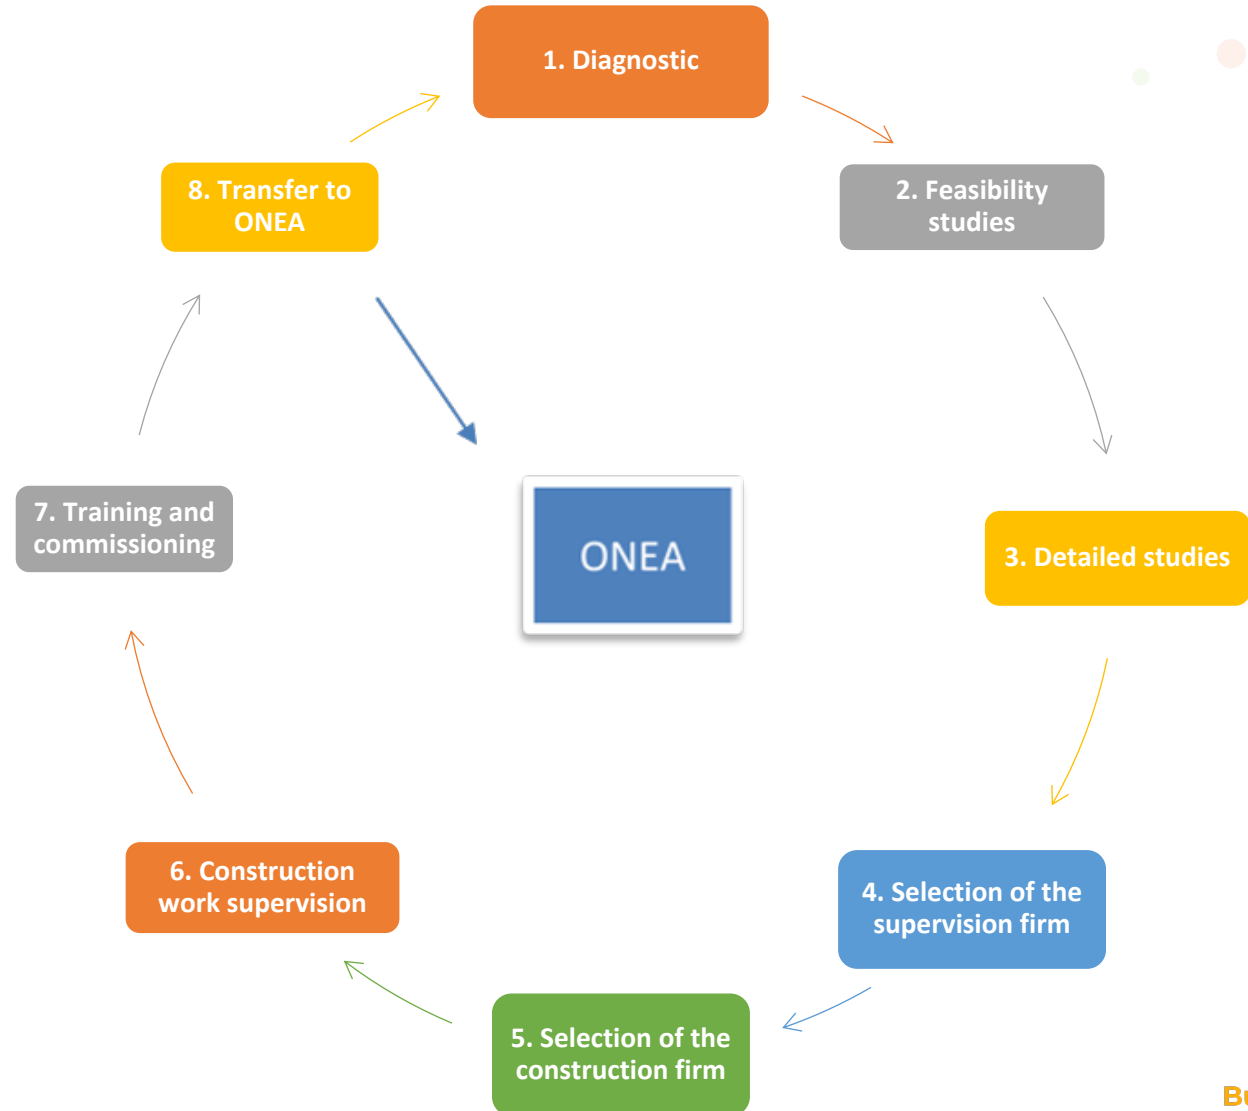 1. Diagnostic
2. Feasibility
studies
3. Detailed studies
4. Selection of the
supervision firm
5. Selection of the
construction firm
6. Construction
work supervision
7. Training and
commissioning
8. Transfer to
ONEA
ONEA
Bu